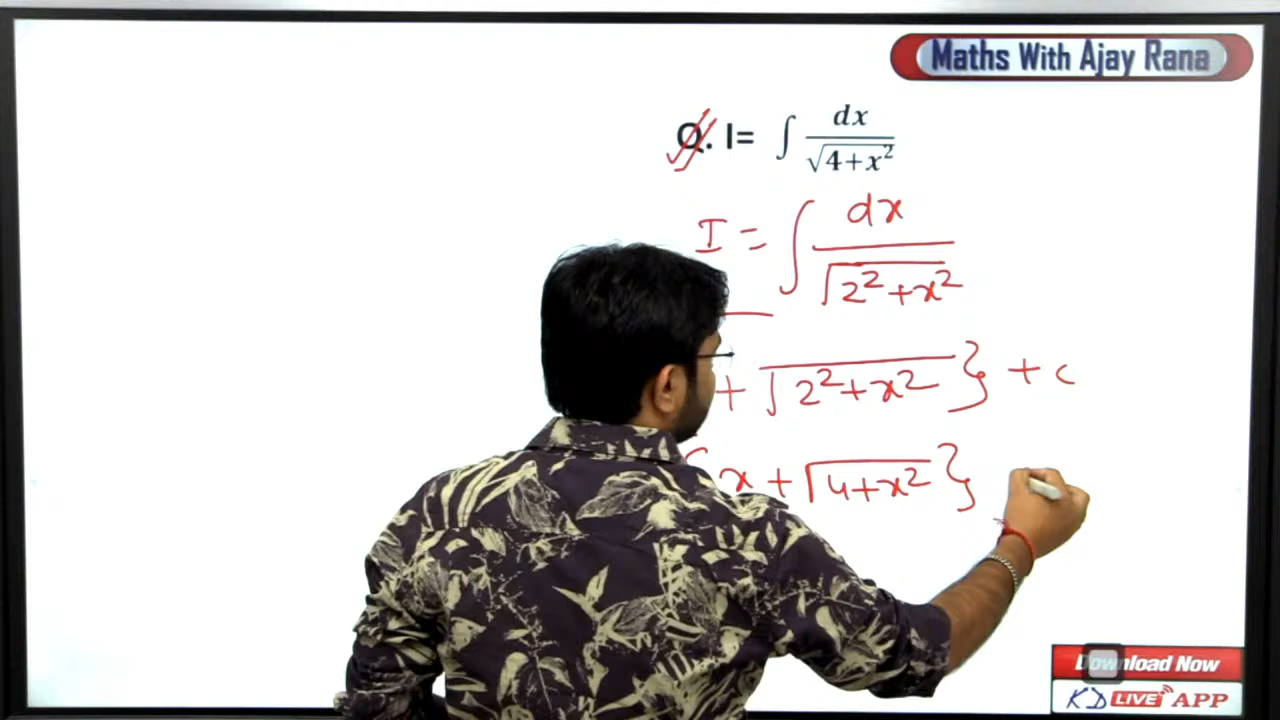 Maths With Ajay Rana
Q. I= ∫ dx / √4+x²
I = ∫ dx / √2²+x²
+ √2²+x² } + c
{ x + √4+x² }
Download Now
KD LIVE APP